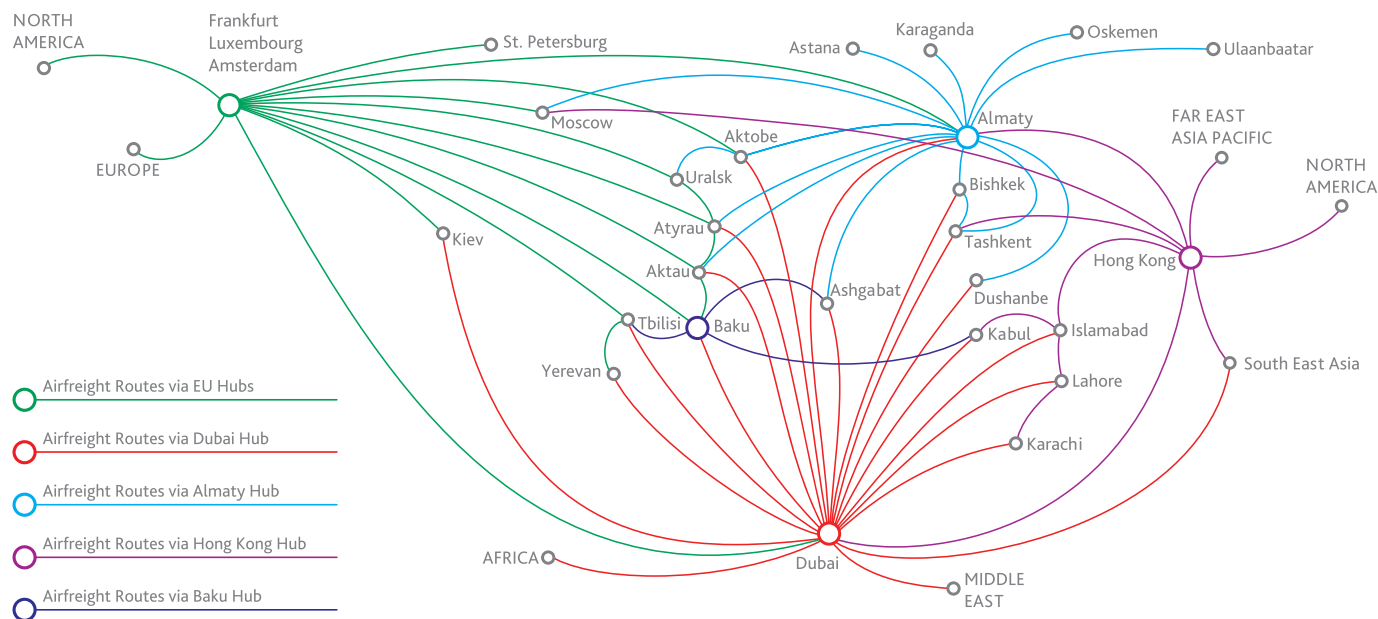 NORTH
AMERICA
Frankfurt
Luxembourg
Amsterdam
St. Petersburg
Astana
Karaganda
Oskemen
Ulaanbaatar
Moscow
Aktobe
Almaty
FAR EAST
ASIA PACIFIC
EUROPE
Uralsk
Bishkek
NORTH
AMERICA
Kiev
Atyrau
Tashkent
Aktau
Hong Kong
Ashgabat
Dushanbe
Tbilisi
Baku
Kabul
Islamabad
Yerevan
South East Asia
Lahore
Karachi
Airfreight Routes via EU Hubs
Airfreight Routes via Dubai Hub
Airfreight Routes via Almaty Hub
Airfreight Routes via Hong Kong Hub
Airfreight Routes via Baku Hub
AFRICA
Dubai
MIDDLE
EAST